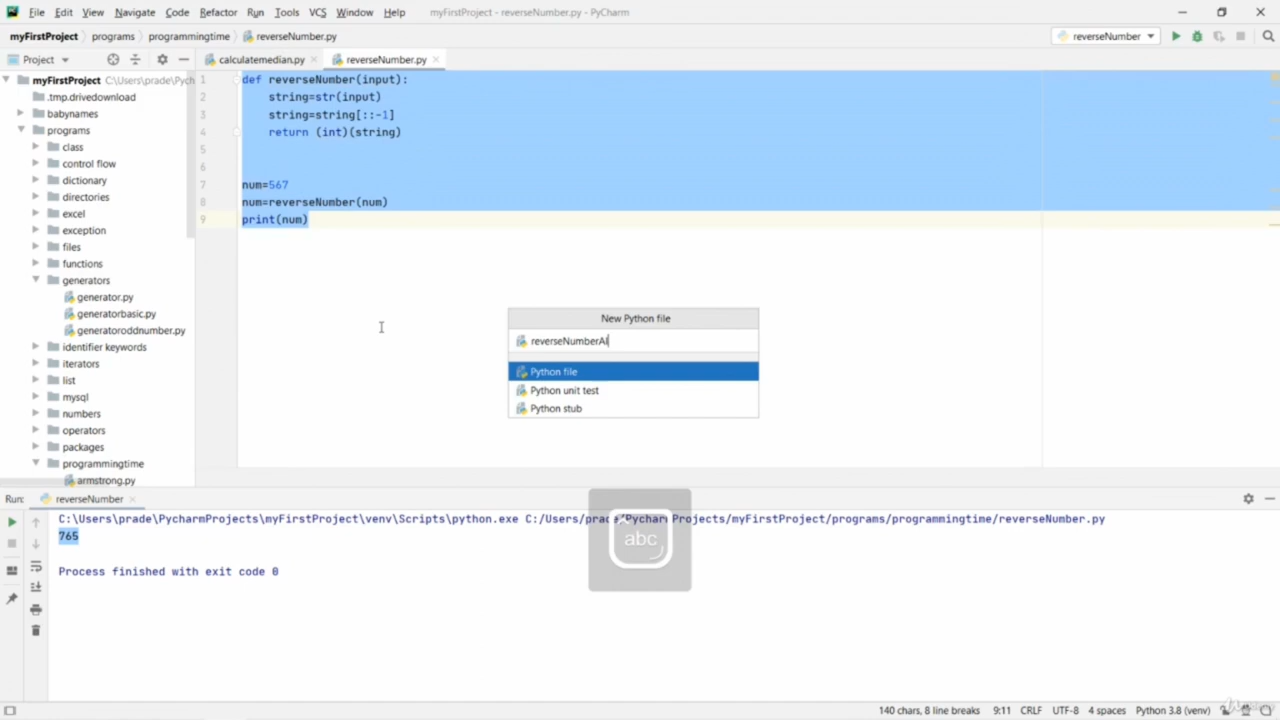 File Edit View Navigate Code Refactor Run Tools VCS Window Help myFirstProject - reverseNumber.py - PyCharm
myFirstProject programs programmingtime reverseNumber.py reverseNumber
Project calculatemedian.py reverseNumber.py
myFirstProject C:\Users\prade\Pych
.tmp.drivedownload
babynames
programs
class
control flow
dictionary
directories
excel
exception
files
functions
generators
generator.py
generatorbasic.py
generatoroddnumber.py
identifier keywords
iterators
list
mysql
numbers
operators
packages
programmingtime
armstrong.py
1 def reverseNumber(input):
2 string=str(input)
3 string=string[::-1]
4 return (int)(string)
5
6
7 num=567
8 num=reverseNumber(num)
9 print(num)
New Python file
reverseNumberAl
Python file
Python unit test
Python stub
Run: reverseNumber
C:\Users\prade\PycharmProjects\myFirstProject\venv\Scripts\python.exe C:/Users/prade/PycharmProjects/myFirstProject/programs/programmingtime/reverseNumber.py
765
Process finished with exit code 0
abc
140 chars, 8 line breaks 9:11 CRLF UTF-8 4 spaces Python 3.8 (venv)